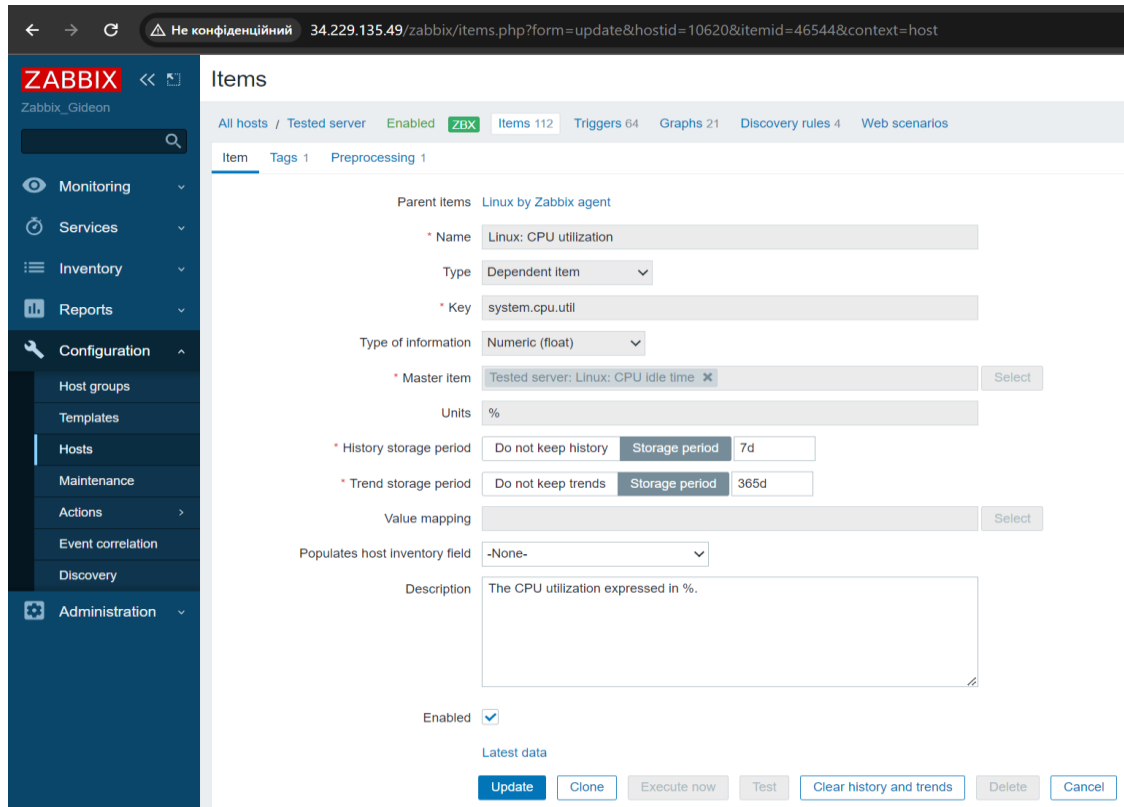 Не конфіденційний 34.229.135.49/zabbix/items.php?form=update&hostid=10620&itemid=46544&context=host
ZABBIX
Zabbix_Gideon
Monitoring
Services
Inventory
Reports
Configuration
Host groups
Templates
Hosts
Maintenance
Actions
Event correlation
Discovery
Administration
Items
All hosts / Tested server Enabled ZBX Items 112 Triggers 64 Graphs 21 Discovery rules 4 Web scenarios
Item Tags 1 Preprocessing 1
Parent items Linux by Zabbix agent
* Name Linux: CPU utilization
Type Dependent item
* Key system.cpu.util
Type of information Numeric (float)
* Master item Tested server: Linux: CPU idle time Select
Units %
* History storage period Do not keep history Storage period 7d
* Trend storage period Do not keep trends Storage period 365d
Value mapping Select
Populates host inventory field -None-
Description The CPU utilization expressed in %.
Enabled
Latest data
Update Clone Execute now Test Clear history and trends Delete Cancel